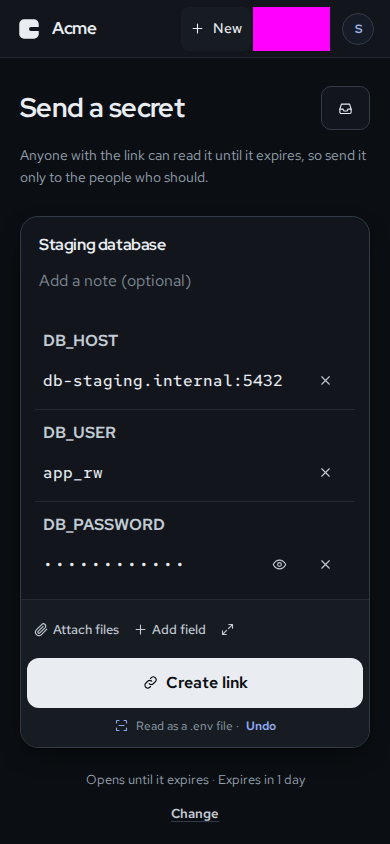 Acme
+ New
S
Send a secret
Anyone with the link can read it until it expires, so send it
only to the people who should.
Staging database
Add a note (optional)
DB_HOST
db-staging.internal:5432
DB_USER
app_rw
DB_PASSWORD
••••••••••••
Attach files
+ Add field
Create link
Read as a .env file · Undo
Opens until it expires · Expires in 1 day
Change